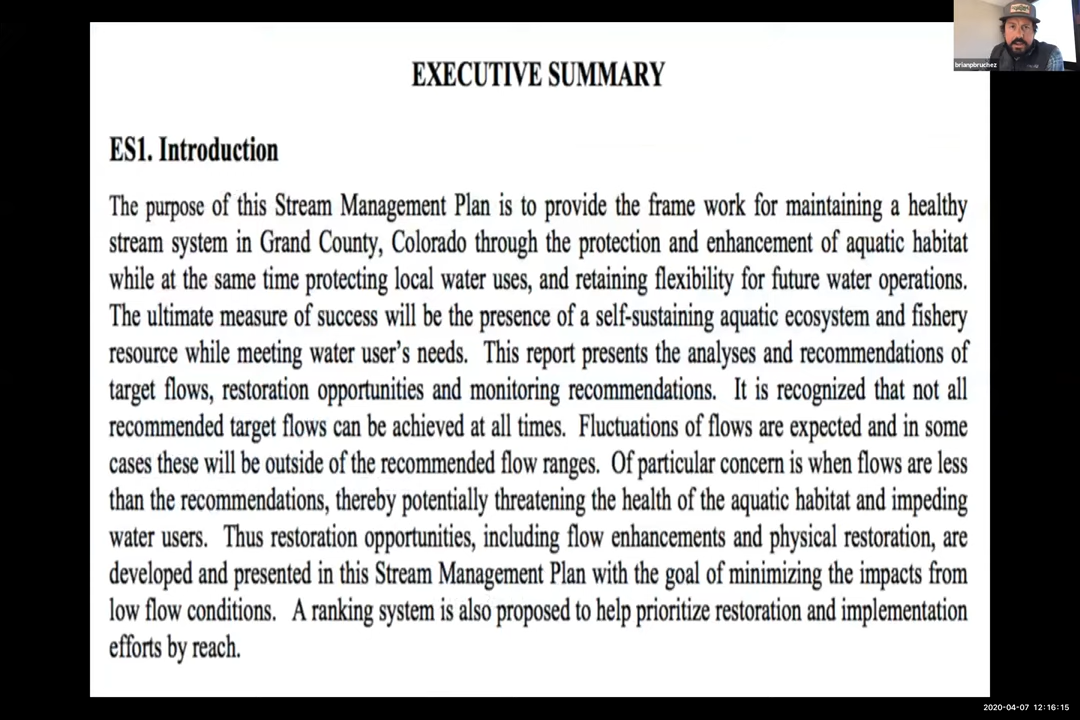 EXECUTIVE SUMMARY
ES1. Introduction
The purpose of this Stream Management Plan is to provide the frame work for maintaining a healthy
stream system in Grand County, Colorado through the protection and enhancement of aquatic habitat
while at the same time protecting local water uses, and retaining flexibility for future water operations.
The ultimate measure of success will be the presence of a self-sustaining aquatic ecosystem and fishery
resource while meeting water user's needs. This report presents the analyses and recommendations of
target flows, restoration opportunities and monitoring recommendations. It is recognized that not all
recommended target flows can be achieved at all times. Fluctuations of flows are expected and in some
cases these will be outside of the recommended flow ranges. Of particular concern is when flows are less
than the recommendations, thereby potentially threatening the health of the aquatic habitat and impeding
water users. Thus restoration opportunities, including flow enhancements and physical restoration, are
developed and presented in this Stream Management Plan with the goal of minimizing the impacts from
low flow conditions. A ranking system is also proposed to help prioritize restoration and implementation
efforts by reach.
brianpbruchez
2020-04-07 12:16:15